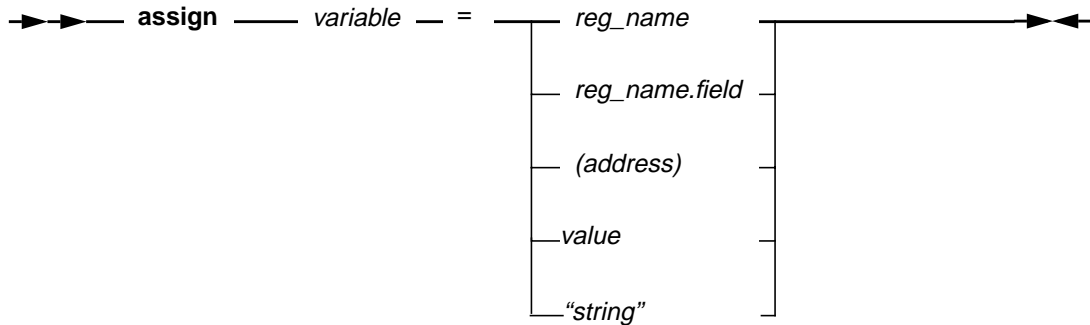 assign variable = reg_name
reg_name.field
(address)
value
“string”